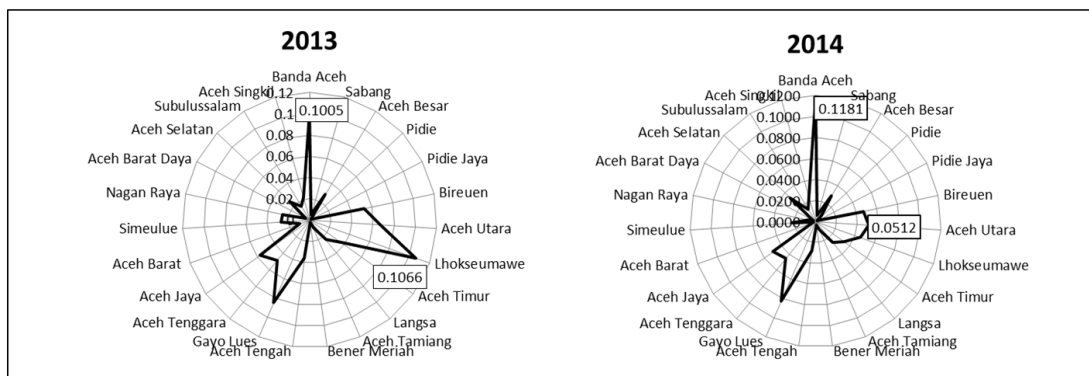 2013
Banda Aceh
Sabang
Aceh Besar
Pidie
Pidie Jaya
Bireuen
Aceh Utara
Lhokseumawe
Aceh Timur
Langsa
Aceh Tamiang
Bener Meriah
Aceh Tengah
Gayo Lues
Aceh Tenggara
Aceh Jaya
Aceh Barat
Simeulue
Nagan Raya
Aceh Barat Daya
Aceh Selatan
Subulussalam
Aceh Singkil
0.12
0.1
0.08
0.06
0.04
0.02
0
0.1005
0.1066
2014
Banda Aceh
Sabang
Aceh Besar
Pidie
Pidie Jaya
Bireuen
Aceh Utara
Lhokseumawe
Aceh Timur
Langsa
Aceh Tamiang
Bener Meriah
Aceh Tengah
Gayo Lues
Aceh Tenggara
Aceh Jaya
Aceh Barat
Simeulue
Nagan Raya
Aceh Barat Daya
Aceh Selatan
Subulussalam
Aceh Singkil
0.1200
0.1000
0.0800
0.0600
0.0400
0.0200
0.0000
0.1181
0.0512